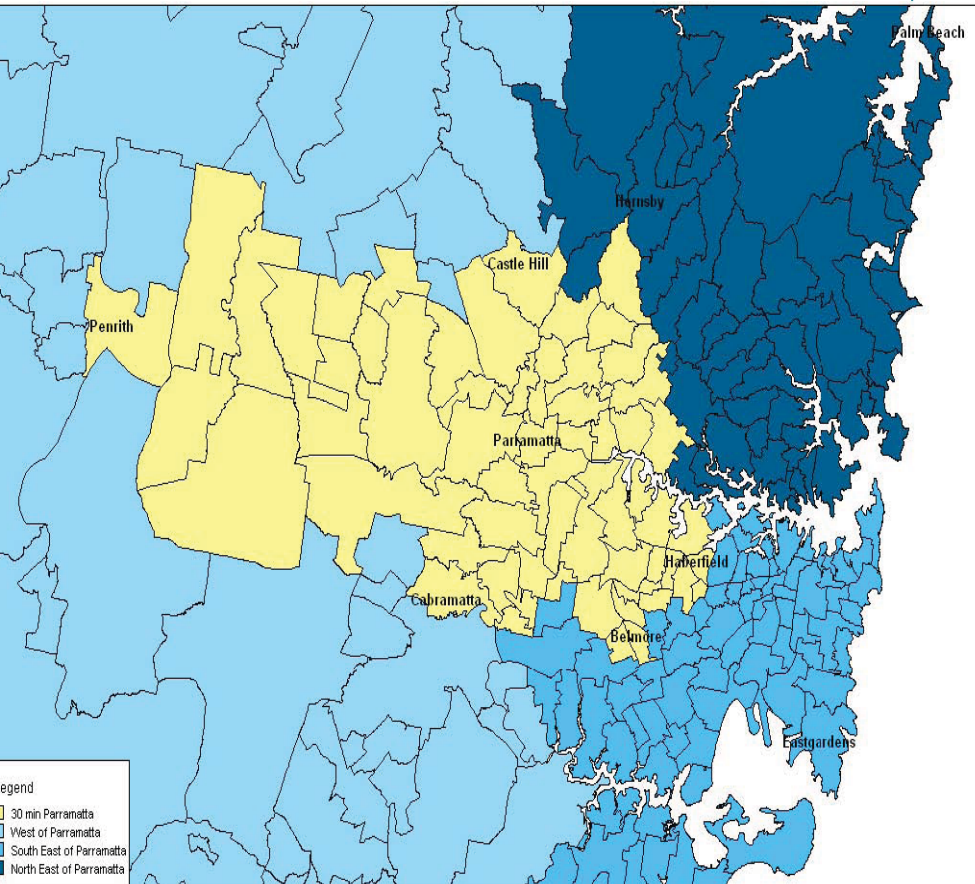 Palm Beach
Hornsby
Castle Hill
Penrith
Parramatta
Haberfield
Cabramatta
Belmore
Eastgardens
egend
30 min Parramatta
West of Parramatta
South East of Parramatta
North East of Parramatta